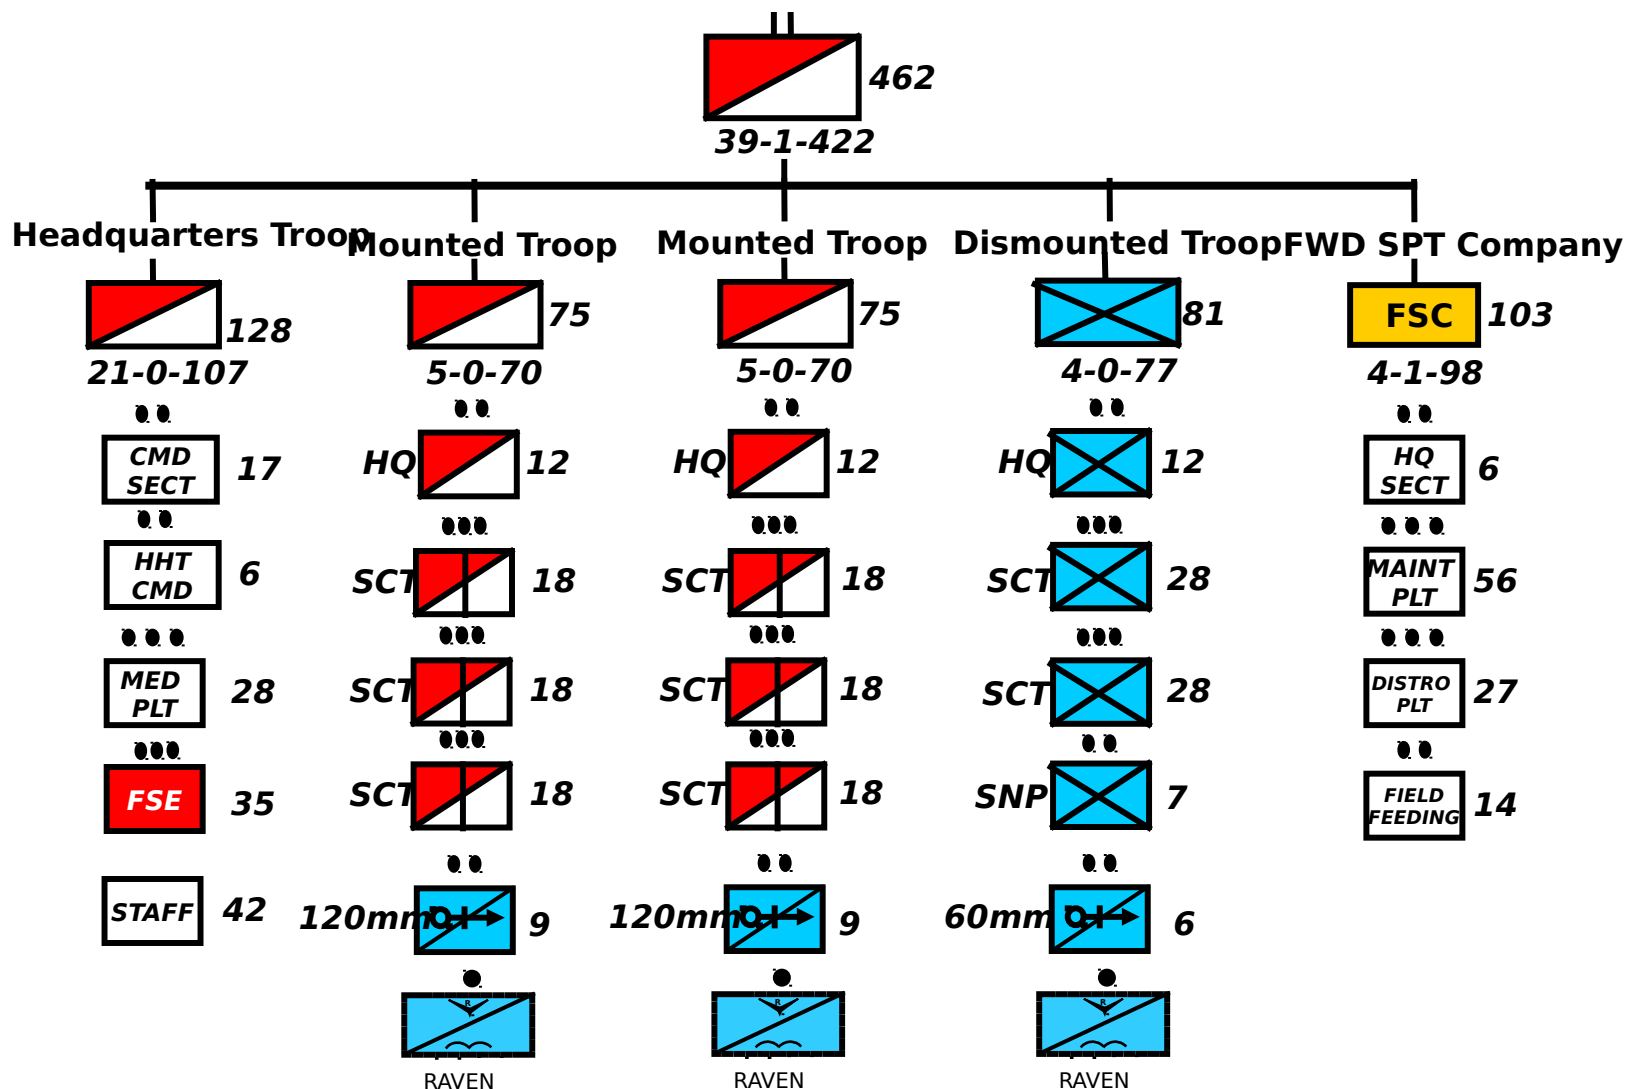 462
39-1-422
Headquarters Troop
128
21-0-107
CMD
SECT
17
HHT
CMD
6
MED
PLT
28
FSE
35
STAFF
42
Mounted Troop
75
5-0-70
HQ
12
SCT
18
SCT
18
SCT
18
120mm
9
R
RAVEN
Mounted Troop
75
5-0-70
HQ
12
SCT
18
SCT
18
SCT
18
120mm
9
R
RAVEN
Dismounted Troop
81
4-0-77
HQ
12
SCT
28
SCT
28
SNP
7
60mm
6
R
RAVEN
FWD SPT Company
FSC
103
4-1-98
HQ
SECT
6
MAINT
PLT
56
DISTRO
PLT
27
FIELD
FEEDING
14